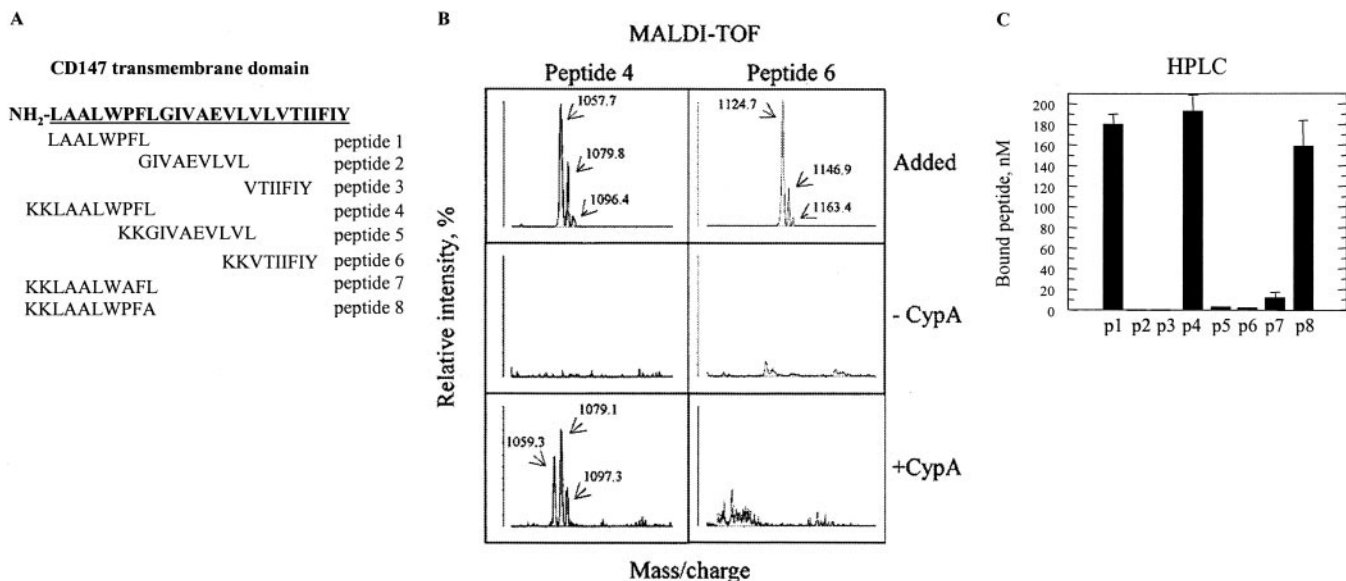 A
CD147 transmembrane domain
NH2-LAALWPFLGIVAEVLVLVTIIFIY
LAALWPFL peptide 1
GIVAEVLVL peptide 2
VTIIFIY peptide 3
KKLAALWPFL peptide 4
KKGIVAEVLVL peptide 5
KKVTIIFIY peptide 6
KKLAALWAFL peptide 7
KKLAALWPFA peptide 8
B
MALDI-TOF
Peptide 4 Peptide 6
1057.7
1079.8
1096.4
1124.7
1146.9
1163.4
Added
Relative intensity, %
- CypA
1059.3
1079.1
1097.3
+CypA
Mass/charge
C
HPLC
Bound peptide, nM
200
180
160
140
120
100
80
60
40
20
0
p1 p2 p3 p4 p5 p6 p7 p8